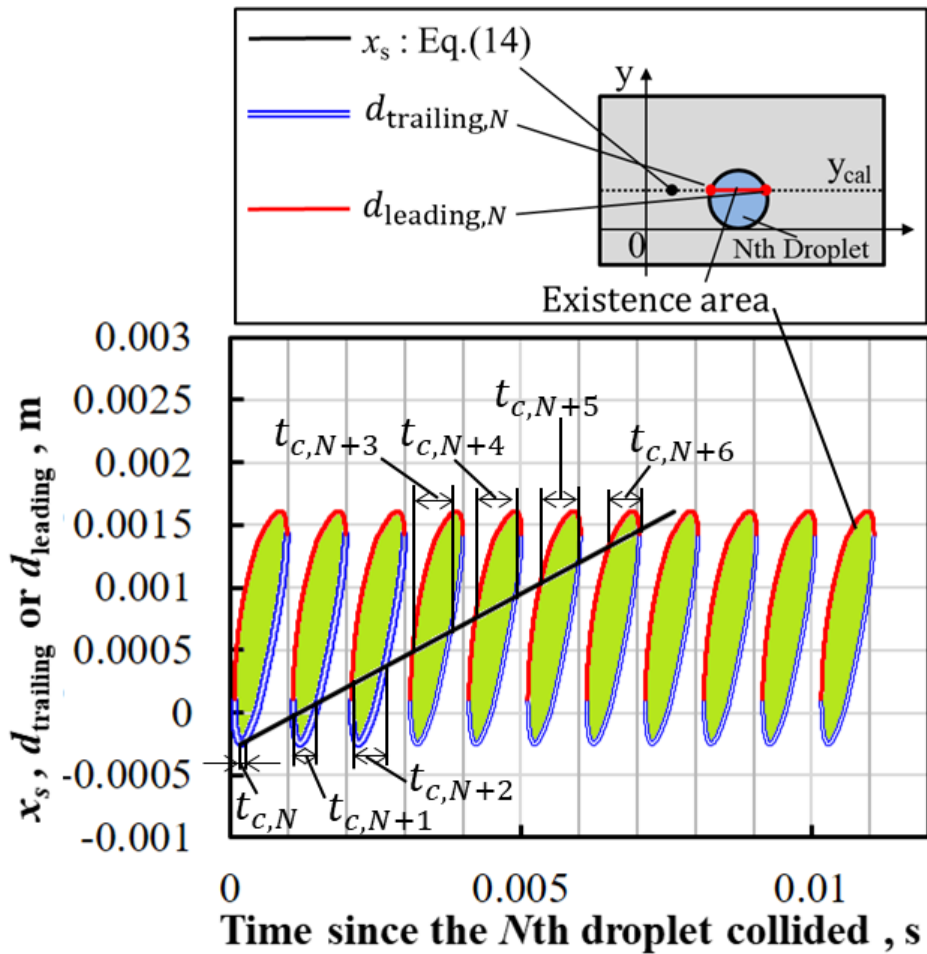 x_s : Eq.(14)
d_trailing,N
d_leading,N
y
y_cal
0
Nth Droplet
Existence area
0.003
0.0025
0.002
0.0015
0.001
0.0005
0
-0.0005
-0.001
x_s , d_trailing or d_leading , m
t_c,N+3
t_c,N+4
t_c,N+5
t_c,N+6
t_c,N
t_c,N+1
t_c,N+2
0
0.005
0.01
Time since the Nth droplet collided , s